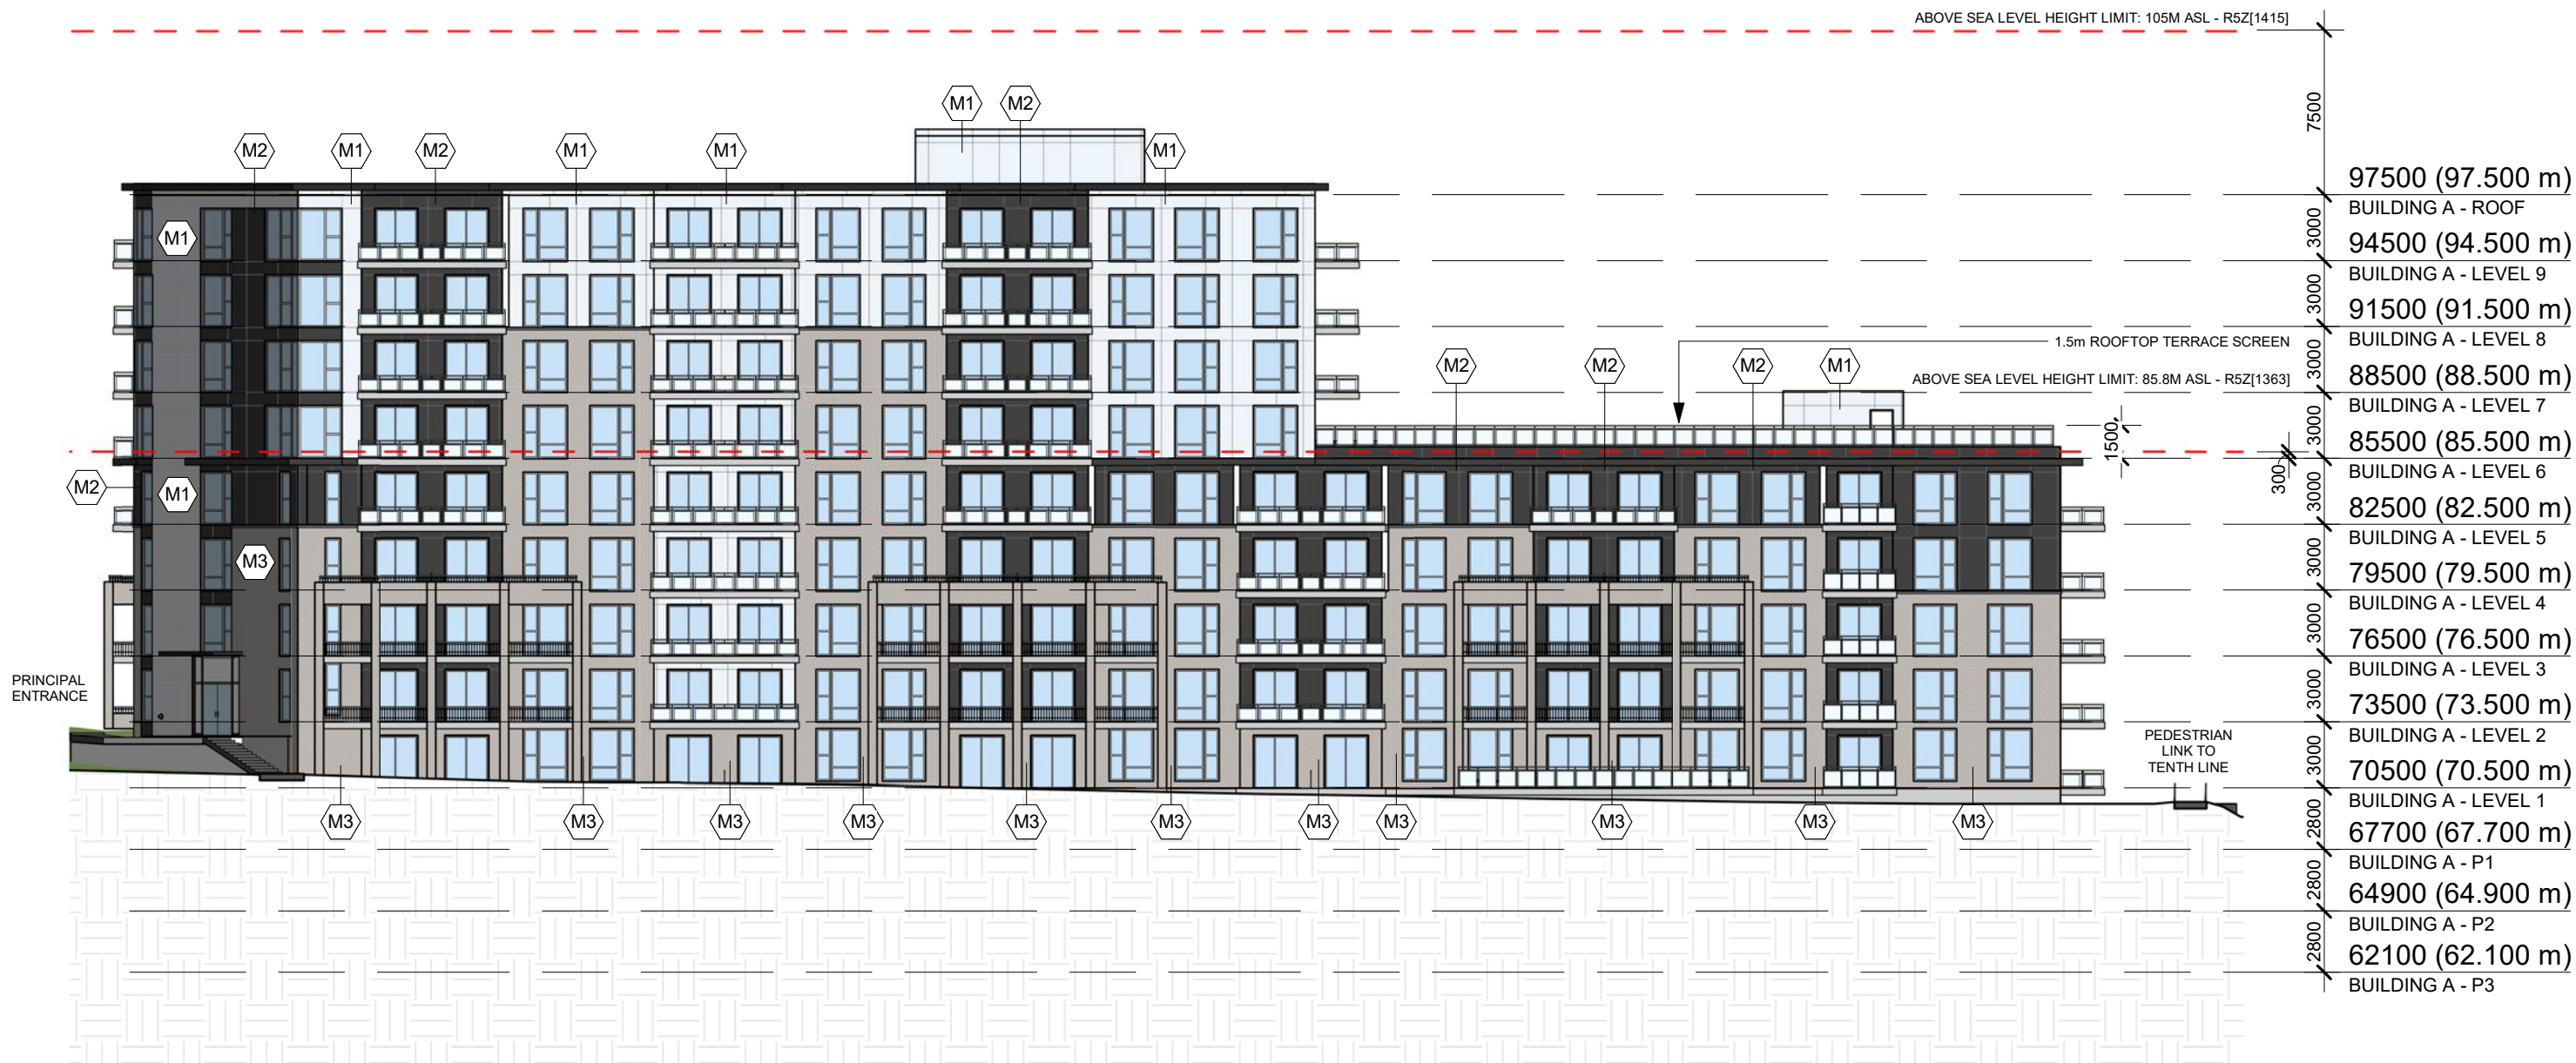 ABOVE SEA LEVEL HEIGHT LIMIT: 105M ASL - R5Z[1415]
7500
M1 M2
M2 M1 M2 M1 M1 M1
97500 (97.500 m)
BUILDING A - ROOF
3000
M1
94500 (94.500 m)
BUILDING A - LEVEL 9
3000
91500 (91.500 m)
BUILDING A - LEVEL 8
1.5m ROOFTOP TERRACE SCREEN
3000
M2 M2 M2 M1
ABOVE SEA LEVEL HEIGHT LIMIT: 85.8M ASL - R5Z[1363]
88500 (88.500 m)
BUILDING A - LEVEL 7
3000
1500
85500 (85.500 m)
BUILDING A - LEVEL 6
300
3000
M2 M1
82500 (82.500 m)
BUILDING A - LEVEL 5
3000
M3
79500 (79.500 m)
BUILDING A - LEVEL 4
3000
76500 (76.500 m)
BUILDING A - LEVEL 3
3000
PRINCIPAL
ENTRANCE
73500 (73.500 m)
BUILDING A - LEVEL 2
3000
PEDESTRIAN
LINK TO
TENTH LINE
70500 (70.500 m)
BUILDING A - LEVEL 1
2800
M3 M3 M3 M3 M3 M3 M3 M3 M3 M3 M3
67700 (67.700 m)
BUILDING A - P1
2800
64900 (64.900 m)
BUILDING A - P2
2800
62100 (62.100 m)
BUILDING A - P3